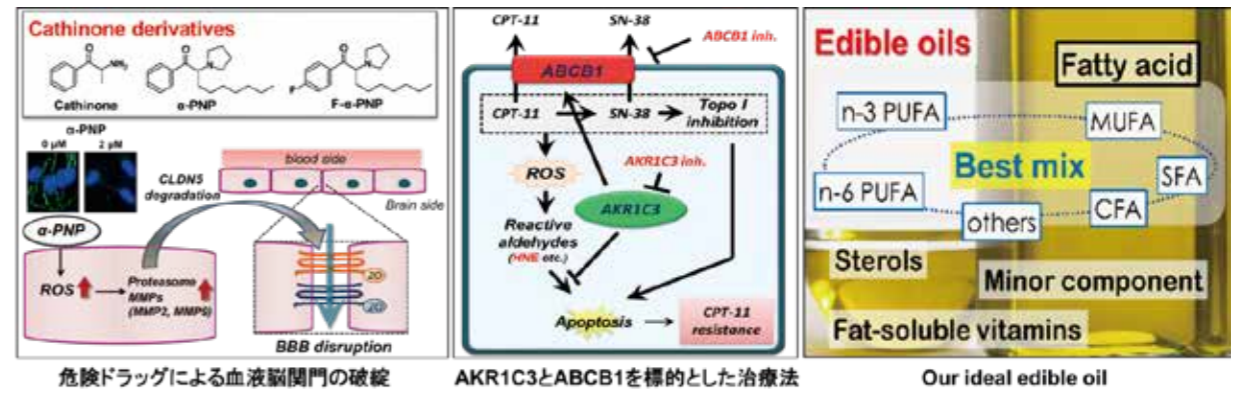 Cathinone derivatives
O
NH₂
O
N
O
N
F
Cathinone
α-PNP
F-α-PNP
α-PNP
0 μM
2 μM
CLDN5
degradation
blood side
Brain side
α-PNP
ROS
Proteasome
MMPs
(MMP2, MMP9)
BBB disruption
危険ドラッグによる血液脳関門の破綻
CPT-11
SN-38
ABCB1 inh.
ABCB1
CPT-11
SN-38
Topo I
inhibition
ROS
AKR1C3 inh.
AKR1C3
Reactive
aldehydes
(HNE etc.)
Apoptosis
CPT-11
resistance
AKR1C3とABCB1を標的とした治療法
Edible oils
Fatty acid
n-3 PUFA
MUFA
Best mix
SFA
n-6 PUFA
CFA
others
Sterols
Minor component
Fat-soluble vitamins
Our ideal edible oil